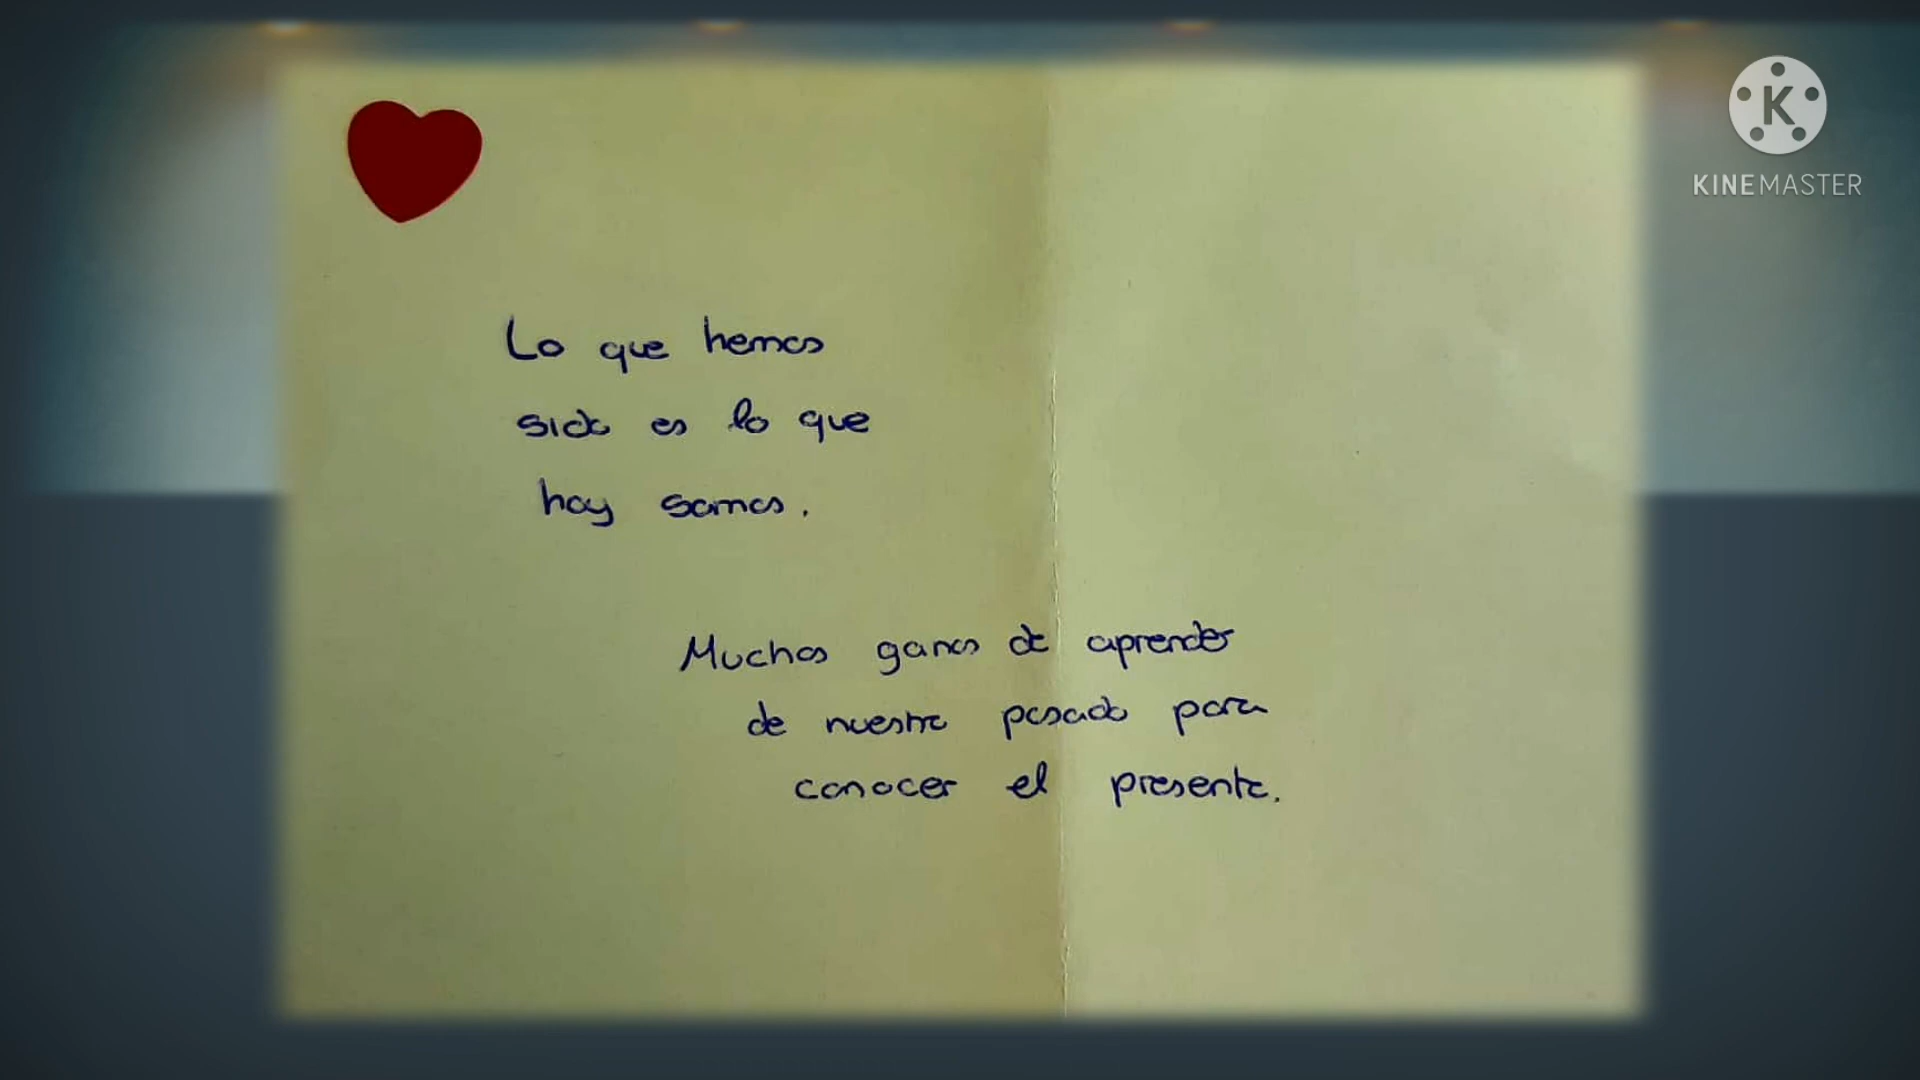 Lo que hemos
sido es lo que
hoy somos.
Muchas ganas de aprender
de nuestro pasado para
conocer el presente.
KINEMASTER